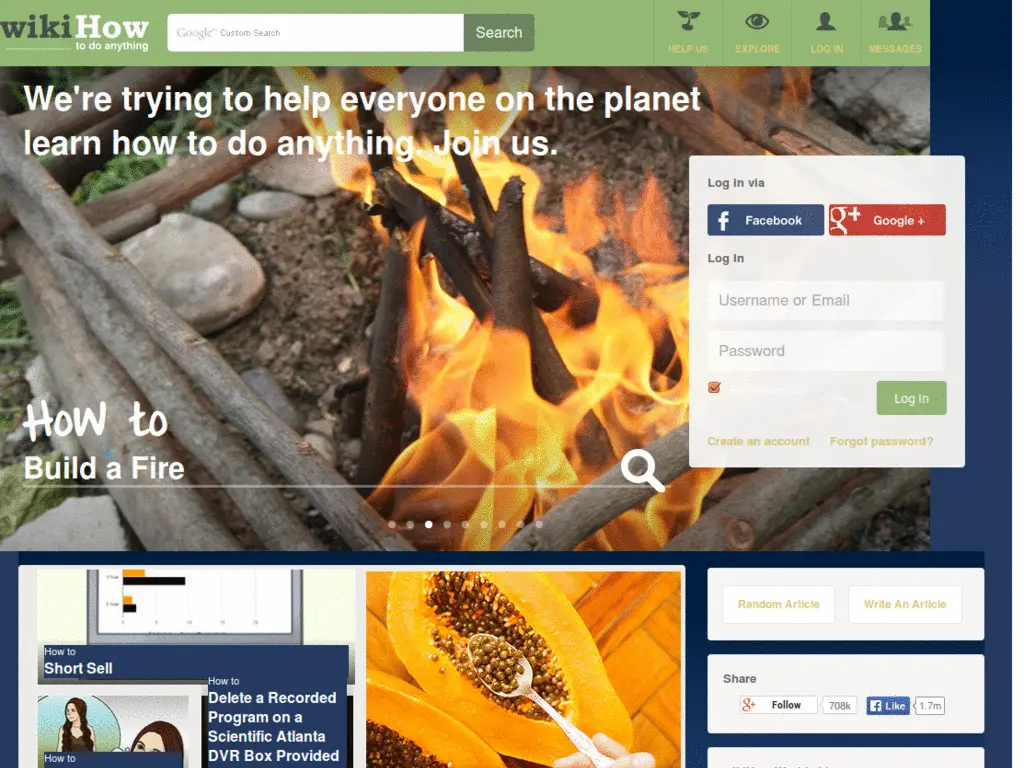 wikiHow
to do anything
Google™ Custom Search
Search
HELP US
EXPLORE
LOG IN
MESSAGES
We're trying to help everyone on the planet
learn how to do anything. Join us.
Log In via
Facebook
Google +
Log In
Username or Email
Password
Log In
Create an account
Forgot password?
How to
Build a Fire
How to
Short Sell
How to
Delete a Recorded
Program on a
Scientific Atlanta
DVR Box Provided
How to
Random Article
Write An Article
Share
Follow
708k
Like
1.7m